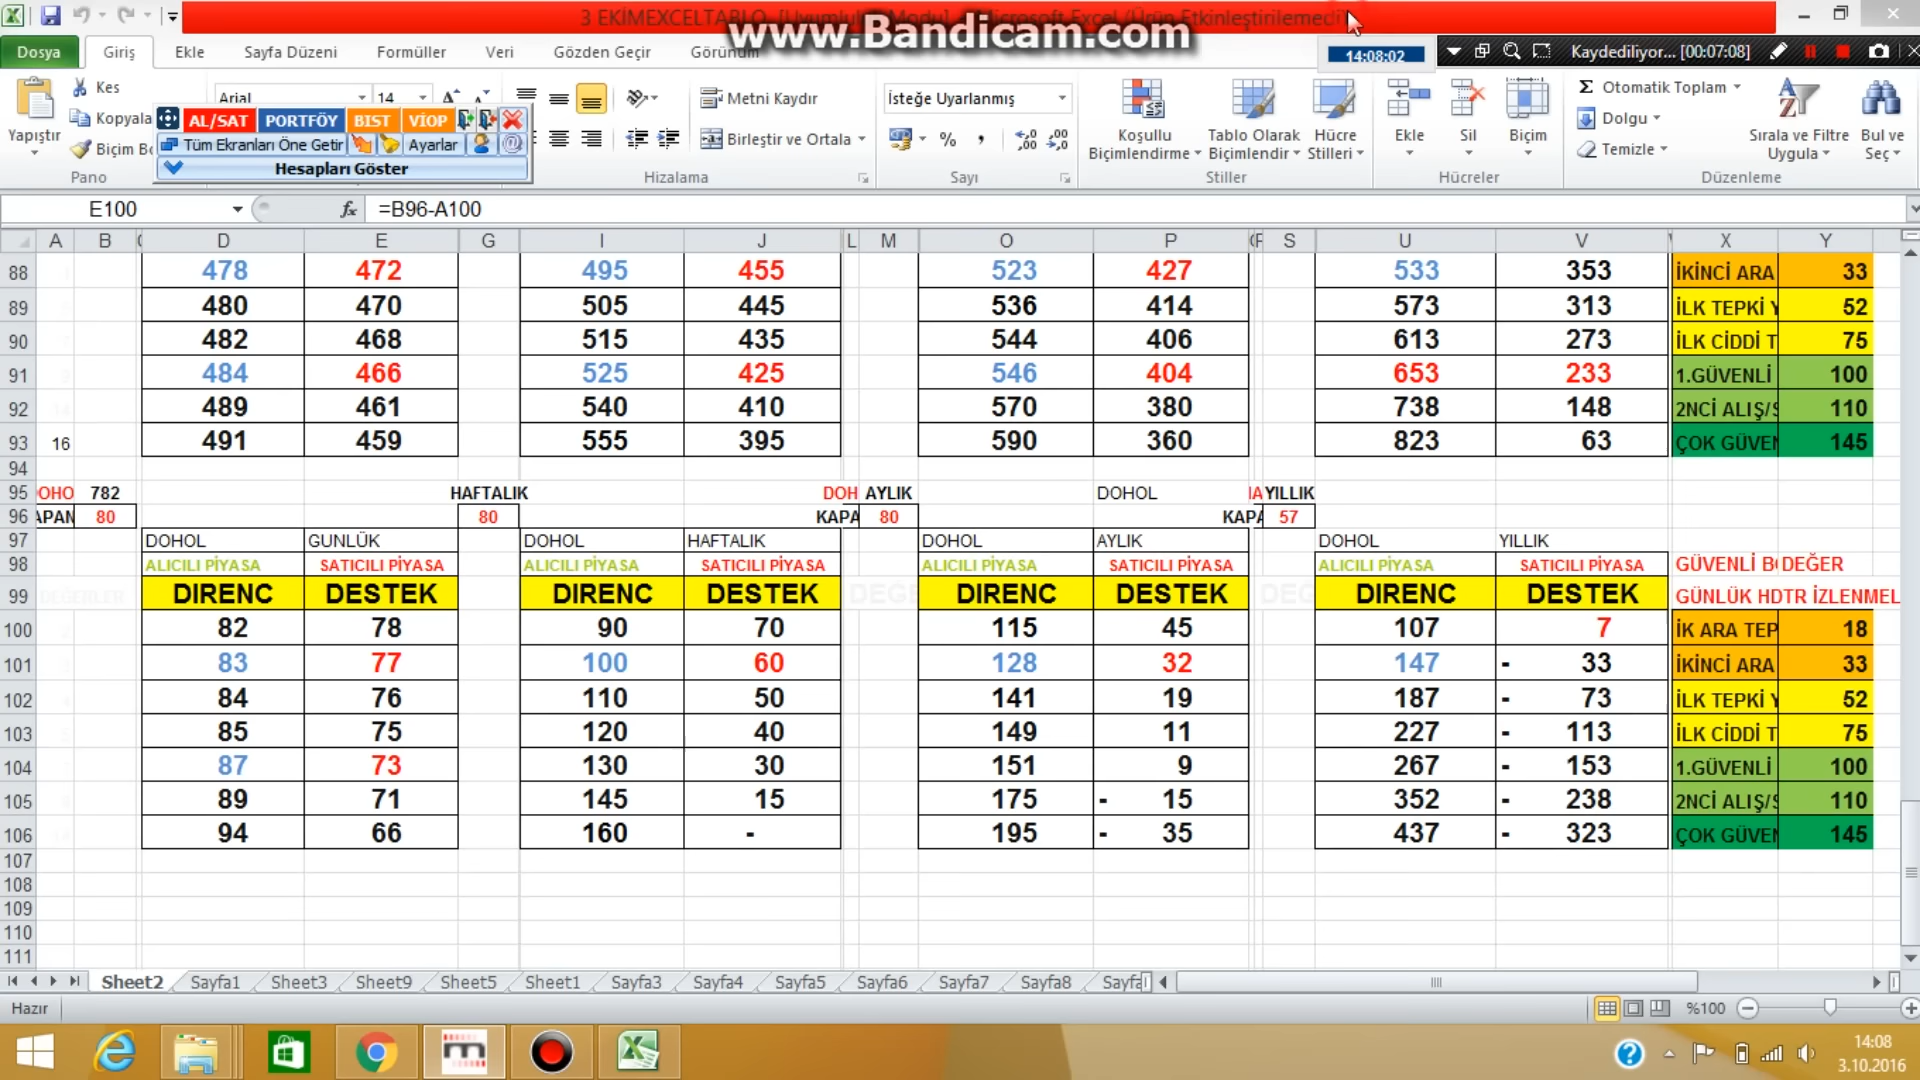 3 EKİMEXCELTABLO [Uyumluluk Modu] - Microsoft Excel (Ürün Etkinleştirilemedi)
www.Bandicam.com
Dosya Giriş Ekle Sayfa Düzeni Formüller Veri Gözden Geçir Görünüm
14:08:02
Kaydediliyor... [00:07:08]
Kes Arial 14 Metni Kaydır İsteğe Uyarlanmış Otomatik Toplam
Kopyala Dolgu
Yapıştır Biçim Bo Birleştir ve Ortala % Temizle
AL/SAT PORTFÖY BIST VİOP
Tüm Ekranları Öne Getir Ayarlar
Hesapları Göster
Koşullu Biçimlendirme Tablo Olarak Biçimlendir Hücre Stilleri Ekle Sil Biçim Sırala ve Filtre Uygula Bul ve Seç
Pano Hizalama Sayı Stiller Hücreler Düzenleme
E100 fx =B96-A100
A B D E G I J L M O P S U V X Y
88 478 472 495 455 523 427 533 353 İKİNCİ ARA 33
89 480 470 505 445 536 414 573 313 İLK TEPKİ Y 52
90 482 468 515 435 544 406 613 273 İLK CİDDİ T 75
91 484 466 525 425 546 404 653 233 1.GÜVENLİ 100
92 489 461 540 410 570 380 738 148 2NCİ ALIŞ/S 110
93 16 491 459 555 395 590 360 823 63 ÇOK GÜVEN 145
94
95 DOHO 782 HAFTALIK DOH AYLIK DOHOL YILLIK
96 APAN 80 80 KAPA 80 KAPA 57
97 DOHOL GUNLÜK DOHOL HAFTALIK DOHOL AYLIK DOHOL YILLIK
98 ALICILI PİYASA SATICILI PİYASA ALICILI PİYASA SATICILI PİYASA ALICILI PİYASA SATICILI PİYASA ALICILI PİYASA SATICILI PİYASA GÜVENLİ B DEĞER
99 DEĞERLER DIRENC DESTEK DIRENC DESTEK DIRENC DESTEK DIRENC DESTEK GÜNLÜK HDTR İZLENMEL
100 82 78 90 70 115 45 107 7 İK ARA TEP 18
101 83 77 100 60 128 32 147 - 33 İKİNCİ ARA 33
102 84 76 110 50 141 19 187 - 73 İLK TEPKİ Y 52
103 85 75 120 40 149 11 227 - 113 İLK CİDDİ T 75
104 87 73 130 30 151 9 267 - 153 1.GÜVENLİ 100
105 89 71 145 15 175 - 15 352 - 238 2NCİ ALIŞ/S 110
106 94 66 160 - 195 - 35 437 - 323 ÇOK GÜVEN 145
107
108
109
110
111
Sheet2 Sayfa1 Sheet3 Sheet9 Sheet5 Sheet1 Sayfa3 Sayfa4 Sayfa5 Sayfa6 Sayfa7 Sayfa8 Sayfa
Hazır %100
14:08
3.10.2016